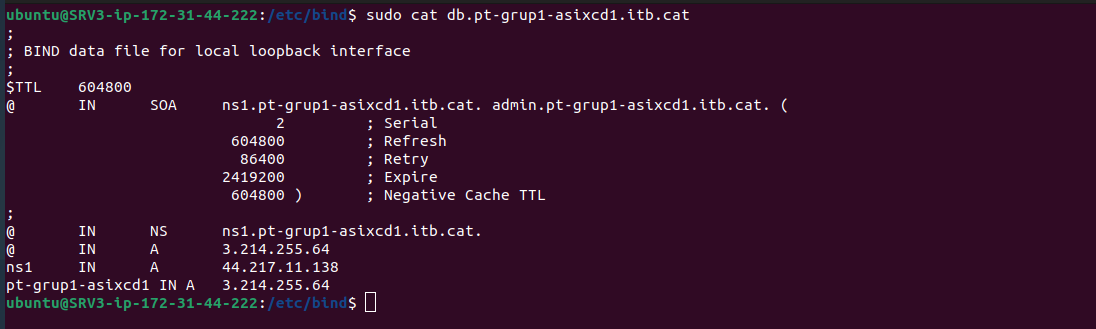 ubuntu@SRV3-ip-172-31-44-222:/etc/bind$ sudo cat db.pt-grup1-asixcd1.itb.cat
;
; BIND data file for local loopback interface
;
$TTL    604800
@       IN      SOA     ns1.pt-grup1-asixcd1.itb.cat. admin.pt-grup1-asixcd1.itb.cat. (
                              2         ; Serial
                         604800         ; Refresh
                          86400         ; Retry
                        2419200         ; Expire
                         604800 )       ; Negative Cache TTL
;
@       IN      NS      ns1.pt-grup1-asixcd1.itb.cat.
@       IN      A       3.214.255.64
ns1     IN      A       44.217.11.138
pt-grup1-asixcd1 IN A   3.214.255.64
ubuntu@SRV3-ip-172-31-44-222:/etc/bind$